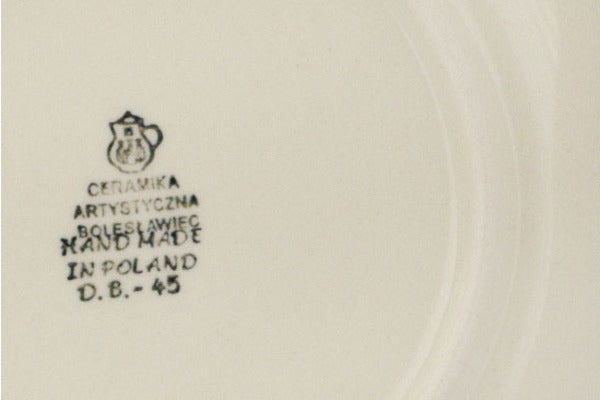 CERAMIKA
ARTYSTYCZNA
BOLESŁAWIEC
HAND MADE
IN POLAND
D.B.-45